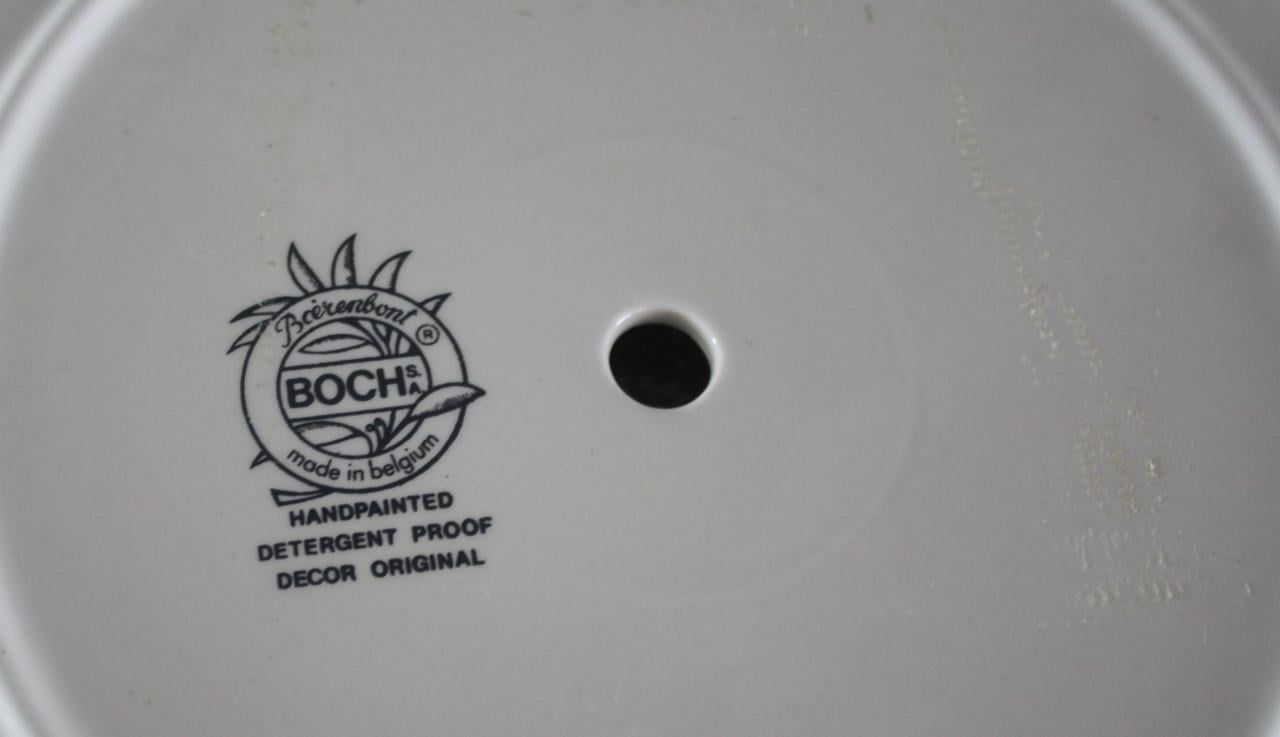 Boerenbont ®
BOCH S.A.
made in belgium
HANDPAINTED
DETERGENT PROOF
DECOR ORIGINAL